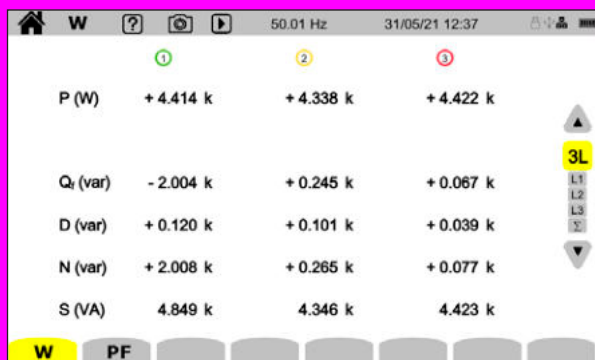 W ? 50.01 Hz 31/05/21 12:37
1 2 3
P (W) + 4.414 k + 4.338 k + 4.422 k
3L
L1
Qf (var) - 2.004 k + 0.245 k + 0.067 k
L2
L3
D (var) + 0.120 k + 0.101 k + 0.039 k
Σ
N (var) + 2.008 k + 0.265 k + 0.077 k
S (VA) 4.849 k 4.346 k 4.423 k
W PF